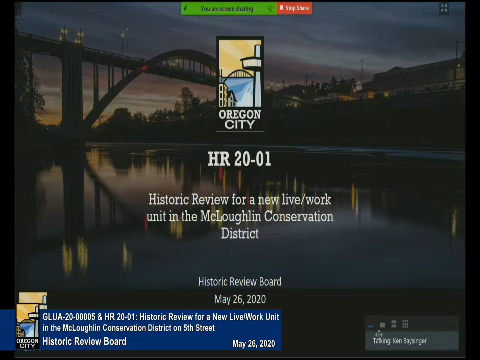 You are screen sharing
Stop Share
OREGON
CITY
HR 20-01
Historic Review for a new live/work
unit in the McLoughlin Conservation
District
Historic Review Board
May 26, 2020
Talking: Ken Baysinger
OREGON
CITY
GLUA-20-00005 & HR 20-01: Historic Review for a New Live/Work Unit
in the McLoughlin Conservation District on 5th Street
Historic Review Board
May 26, 2020